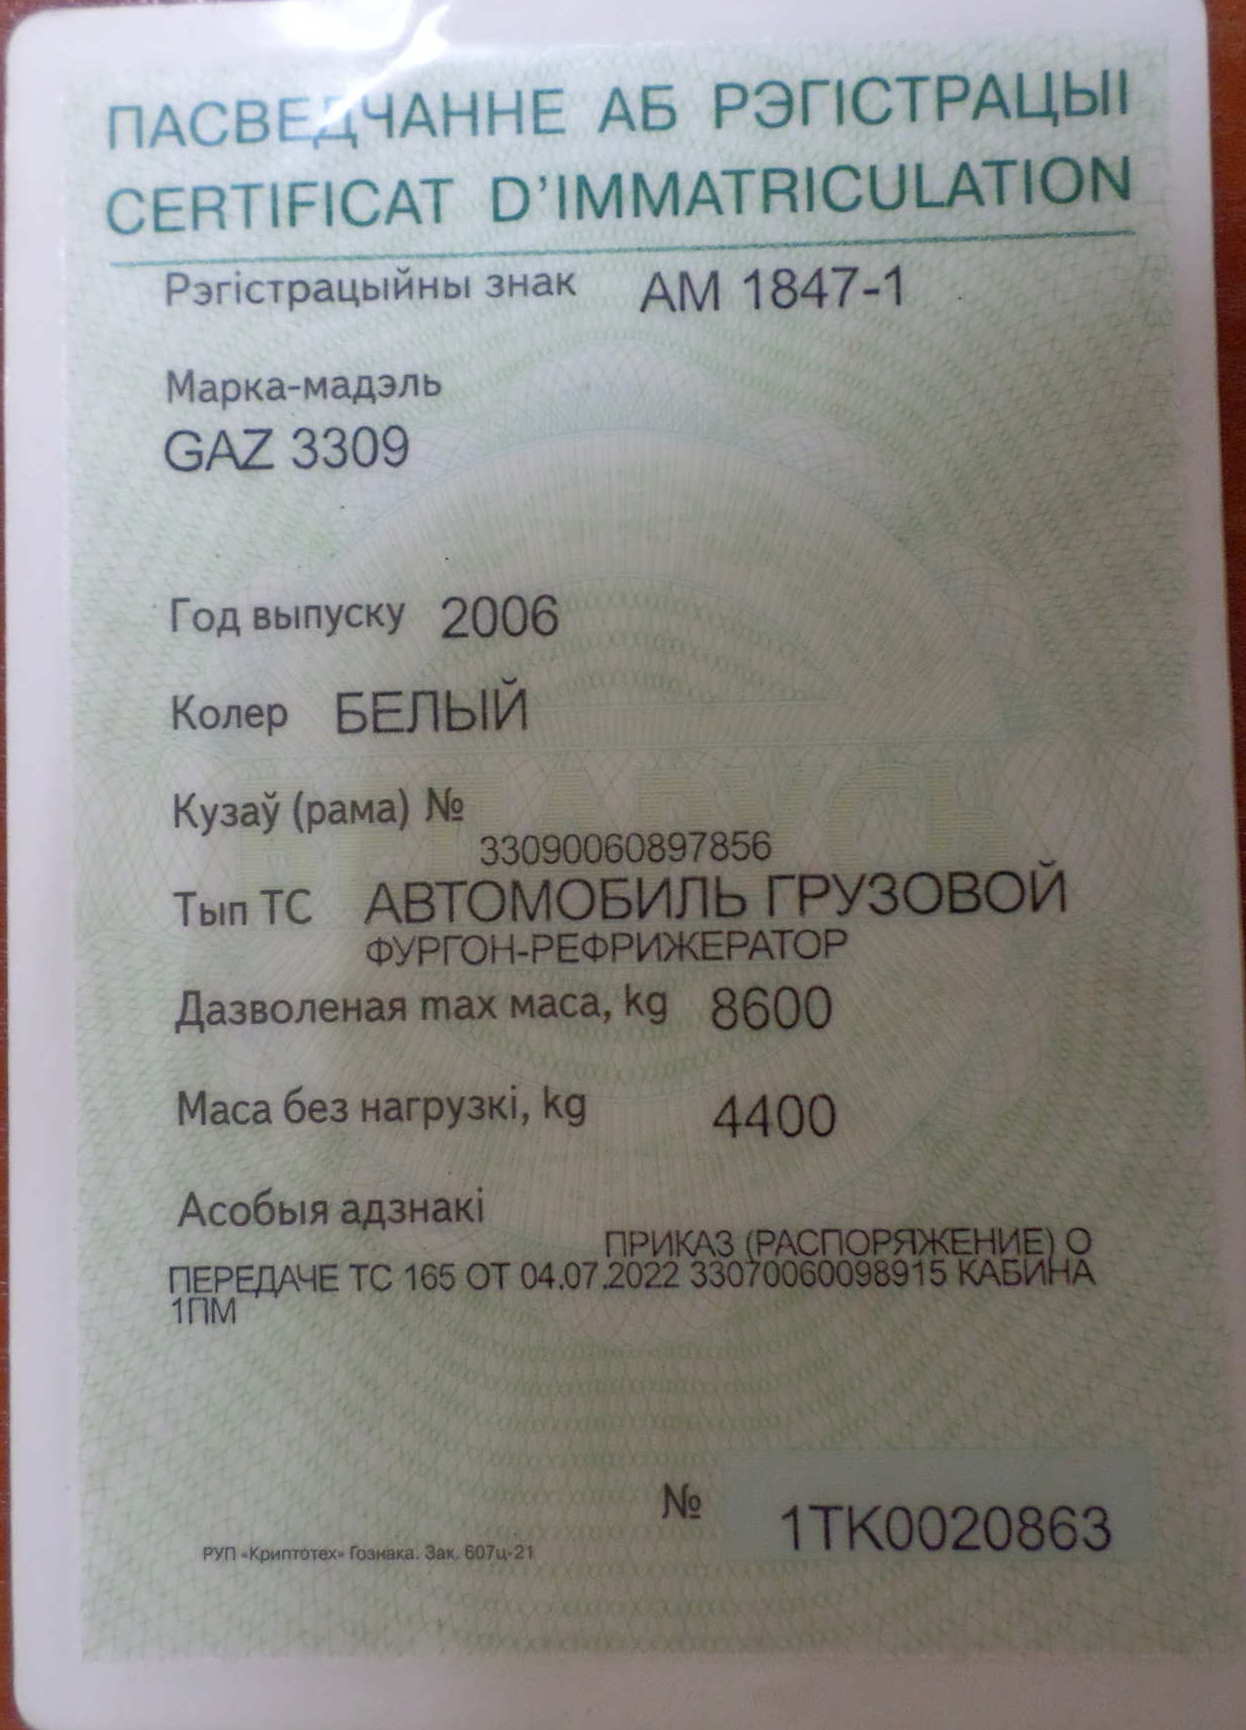 ПАСВЕДЧАННЕ АБ РЭГІСТРАЦЫІ
CERTIFICAT D'IMMATRICULATION
Рэгістрацыйны знак АМ 1847-1
Марка-мадэль
GAZ 3309
Год выпуску 2006
Колер БЕЛЫЙ
Кузаў (рама) №
33090060897856
Тып ТС АВТОМОБИЛЬ ГРУЗОВОЙ
ФУРГОН-РЕФРИЖЕРАТОР
Дазволеная max маса, kg 8600
Маса без нагрузкі, kg 4400
Асобыя адзнакі
ПРИКАЗ (РАСПОРЯЖЕНИЕ) О
ПЕРЕДАЧЕ ТС 165 ОТ 04.07.2022 33070060098915 КАБИНА
1ПМ
№ 1TK0020863
РУП «Криптотех» Гознака. Зак. 607ц-21